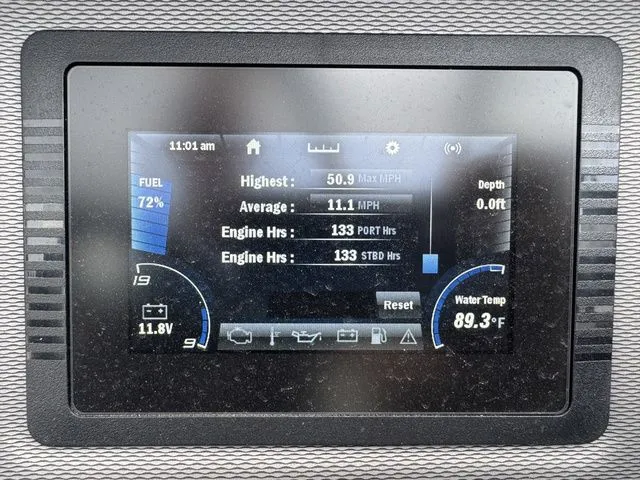 11:01 am
FUEL
72%
Highest : 50.9 Max MPH
Average : 11.1 MPH
Engine Hrs : 133 PORT Hrs
Engine Hrs : 133 STBD Hrs
Depth
0.0ft
19
11.8V
9
Reset
Water Temp
89.3°F